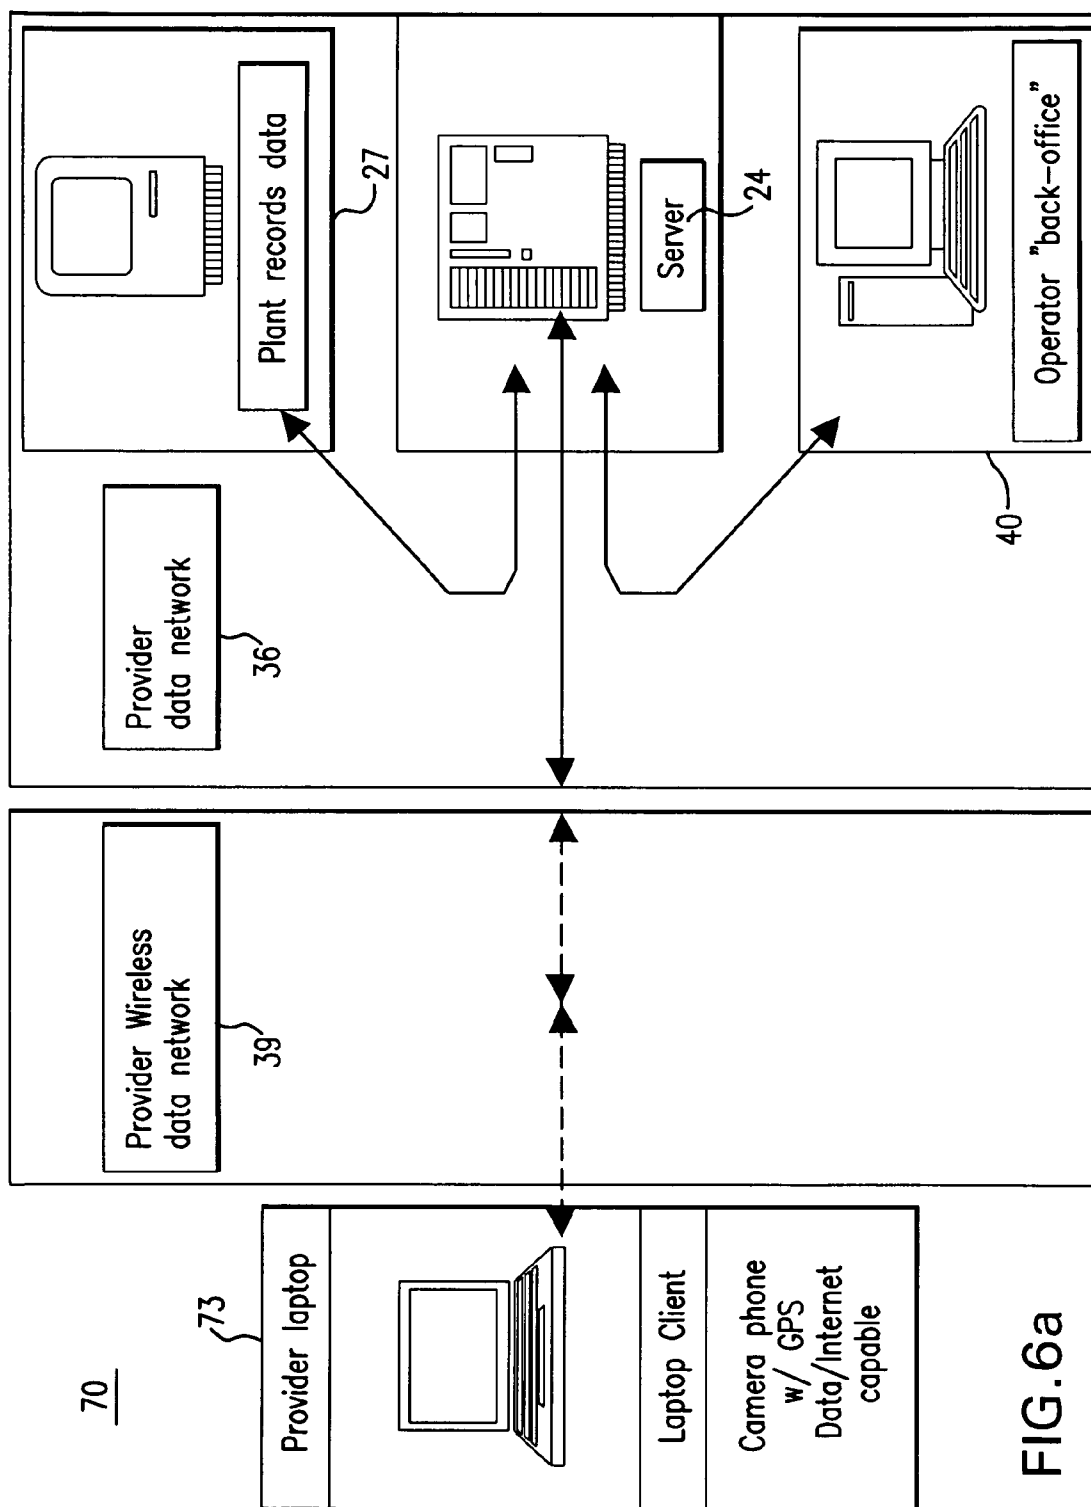 70
73
Provider laptop
Laptop Client
Camera phone
w/ GPS
Data/Internet
capable
Provider Wireless
data network
39
Provider
data network
36
Plant records data
27
Server
24
Operator "back-office"
40
FIG.6a